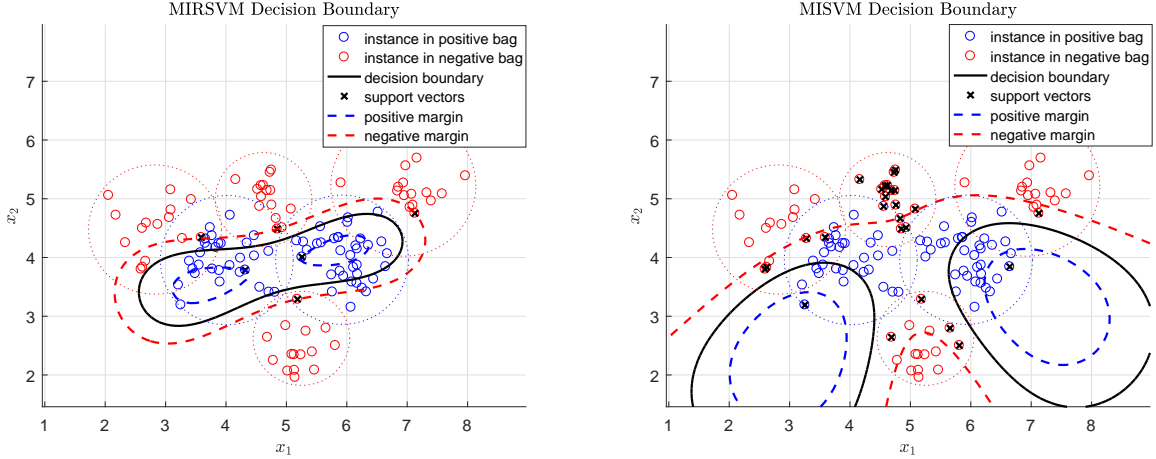 MIRSVM Decision Boundary
instance in positive bag
instance in negative bag
decision boundary
support vectors
positive margin
negative margin
7
6
5
4
3
2
x2
1 2 3 4 5 6 7 8
x1
MISVM Decision Boundary
instance in positive bag
instance in negative bag
decision boundary
support vectors
positive margin
negative margin
7
6
5
4
3
2
x2
1 2 3 4 5 6 7 8
x1